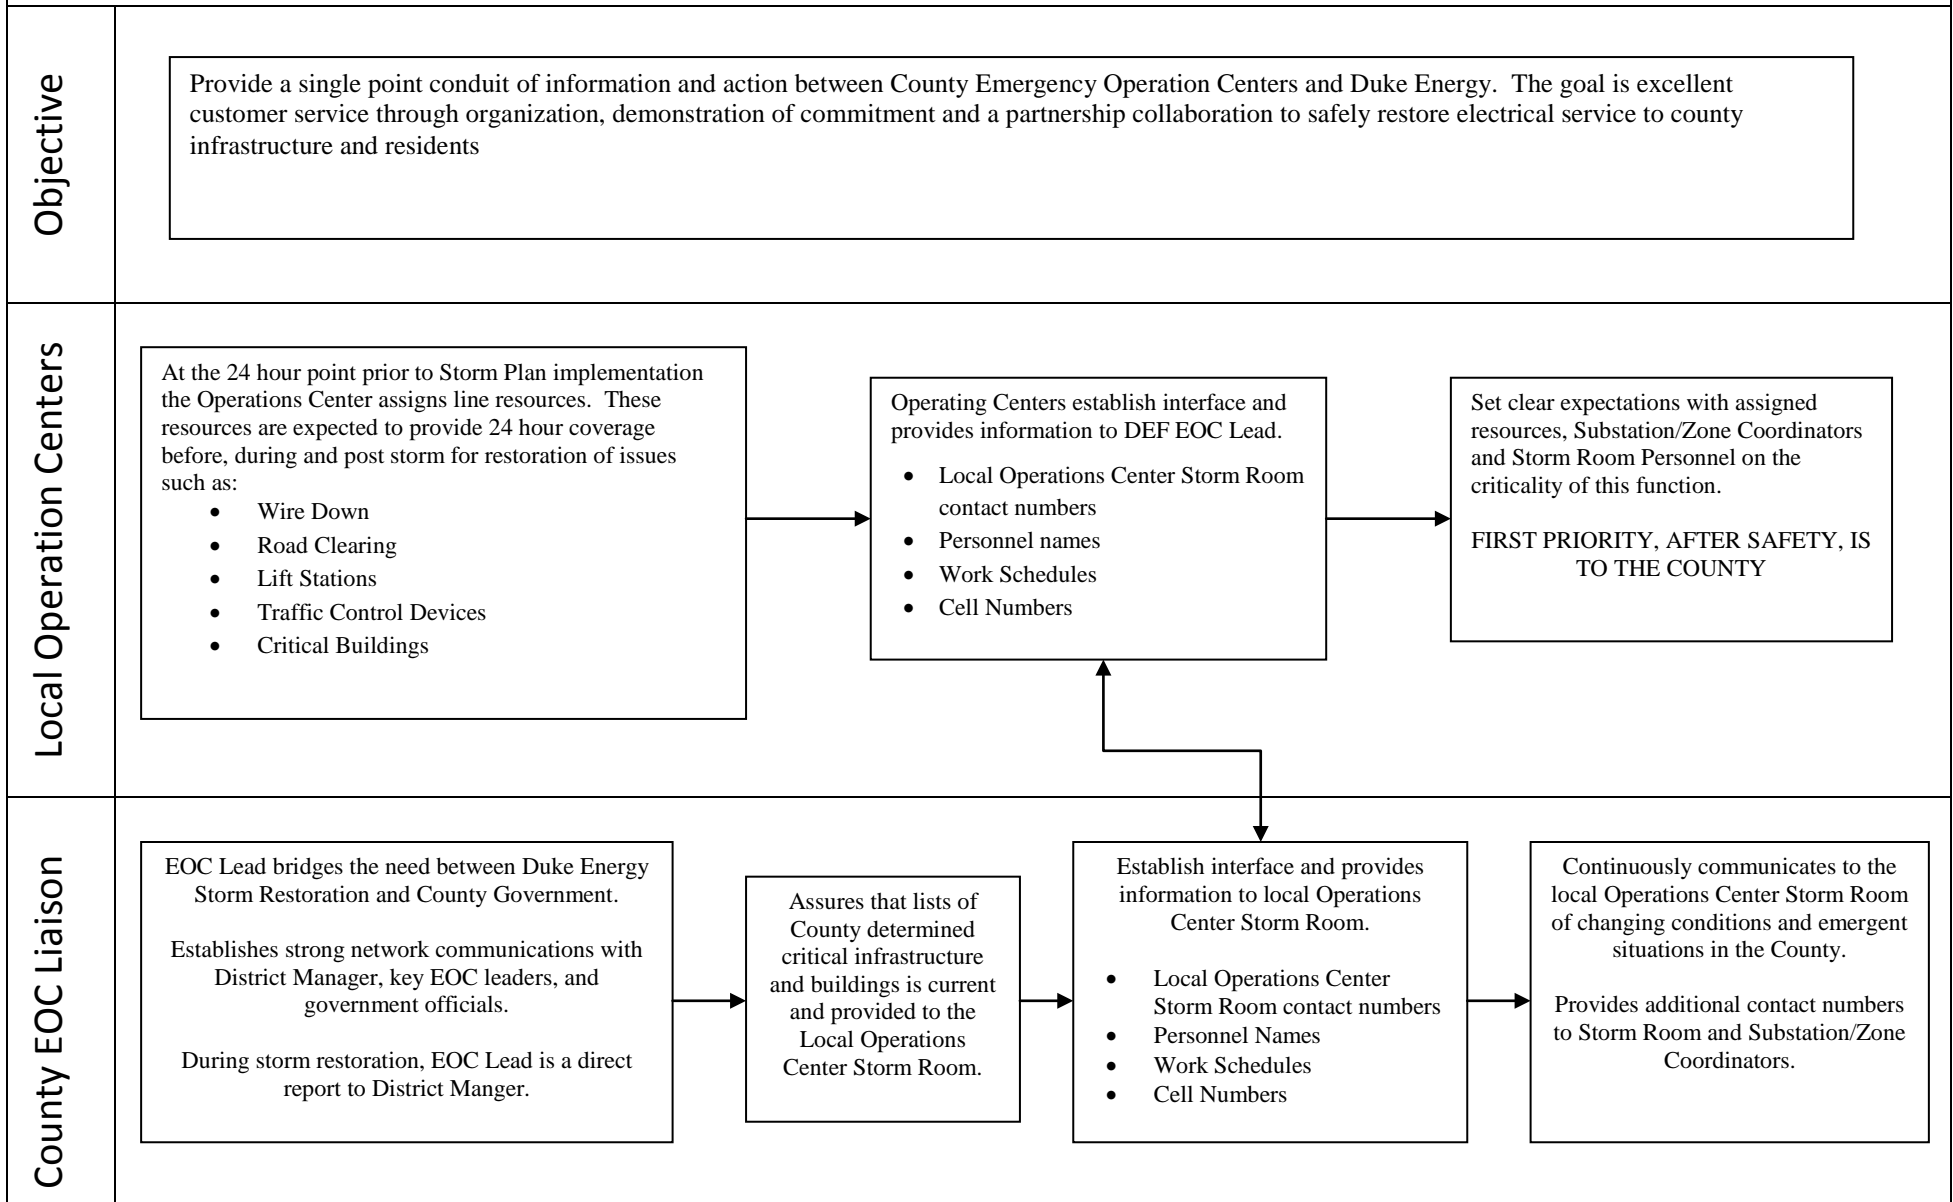 Objective
Provide a single point conduit of information and action between County Emergency Operation Centers and Duke Energy.  The goal is excellent
customer service through organization, demonstration of commitment and a partnership collaboration to safely restore electrical service to county
infrastructure and residents
Local Operation Centers
At the 24 hour point prior to Storm Plan implementation
the Operations Center assigns line resources.  These
resources are expected to provide 24 hour coverage
before, during and post storm for restoration of issues
such as:
• Wire Down
• Road Clearing
• Lift Stations
• Traffic Control Devices
• Critical Buildings
Operating Centers establish interface and
provides information to DEF EOC Lead.
• Local Operations Center Storm Room
contact numbers
• Personnel names
• Work Schedules
• Cell Numbers
Set clear expectations with assigned
resources, Substation/Zone Coordinators
and Storm Room Personnel on the
criticality of this function.
FIRST PRIORITY, AFTER SAFETY, IS
TO THE COUNTY
County EOC Liaison
EOC Lead bridges the need between Duke Energy
Storm Restoration and County Government.
Establishes strong network communications with
District Manager, key EOC leaders, and
government officials.
During storm restoration, EOC Lead is a direct
report to District Manger.
Assures that lists of
County determined
critical infrastructure
and buildings is current
and provided to the
Local Operations
Center Storm Room.
Establish interface and provides
information to local Operations
Center Storm Room.
• Local Operations Center
Storm Room contact numbers
• Personnel Names
• Work Schedules
• Cell Numbers
Continuously communicates to the
local Operations Center Storm Room
of changing conditions and emergent
situations in the County.
Provides additional contact numbers
to Storm Room and Substation/Zone
Coordinators.